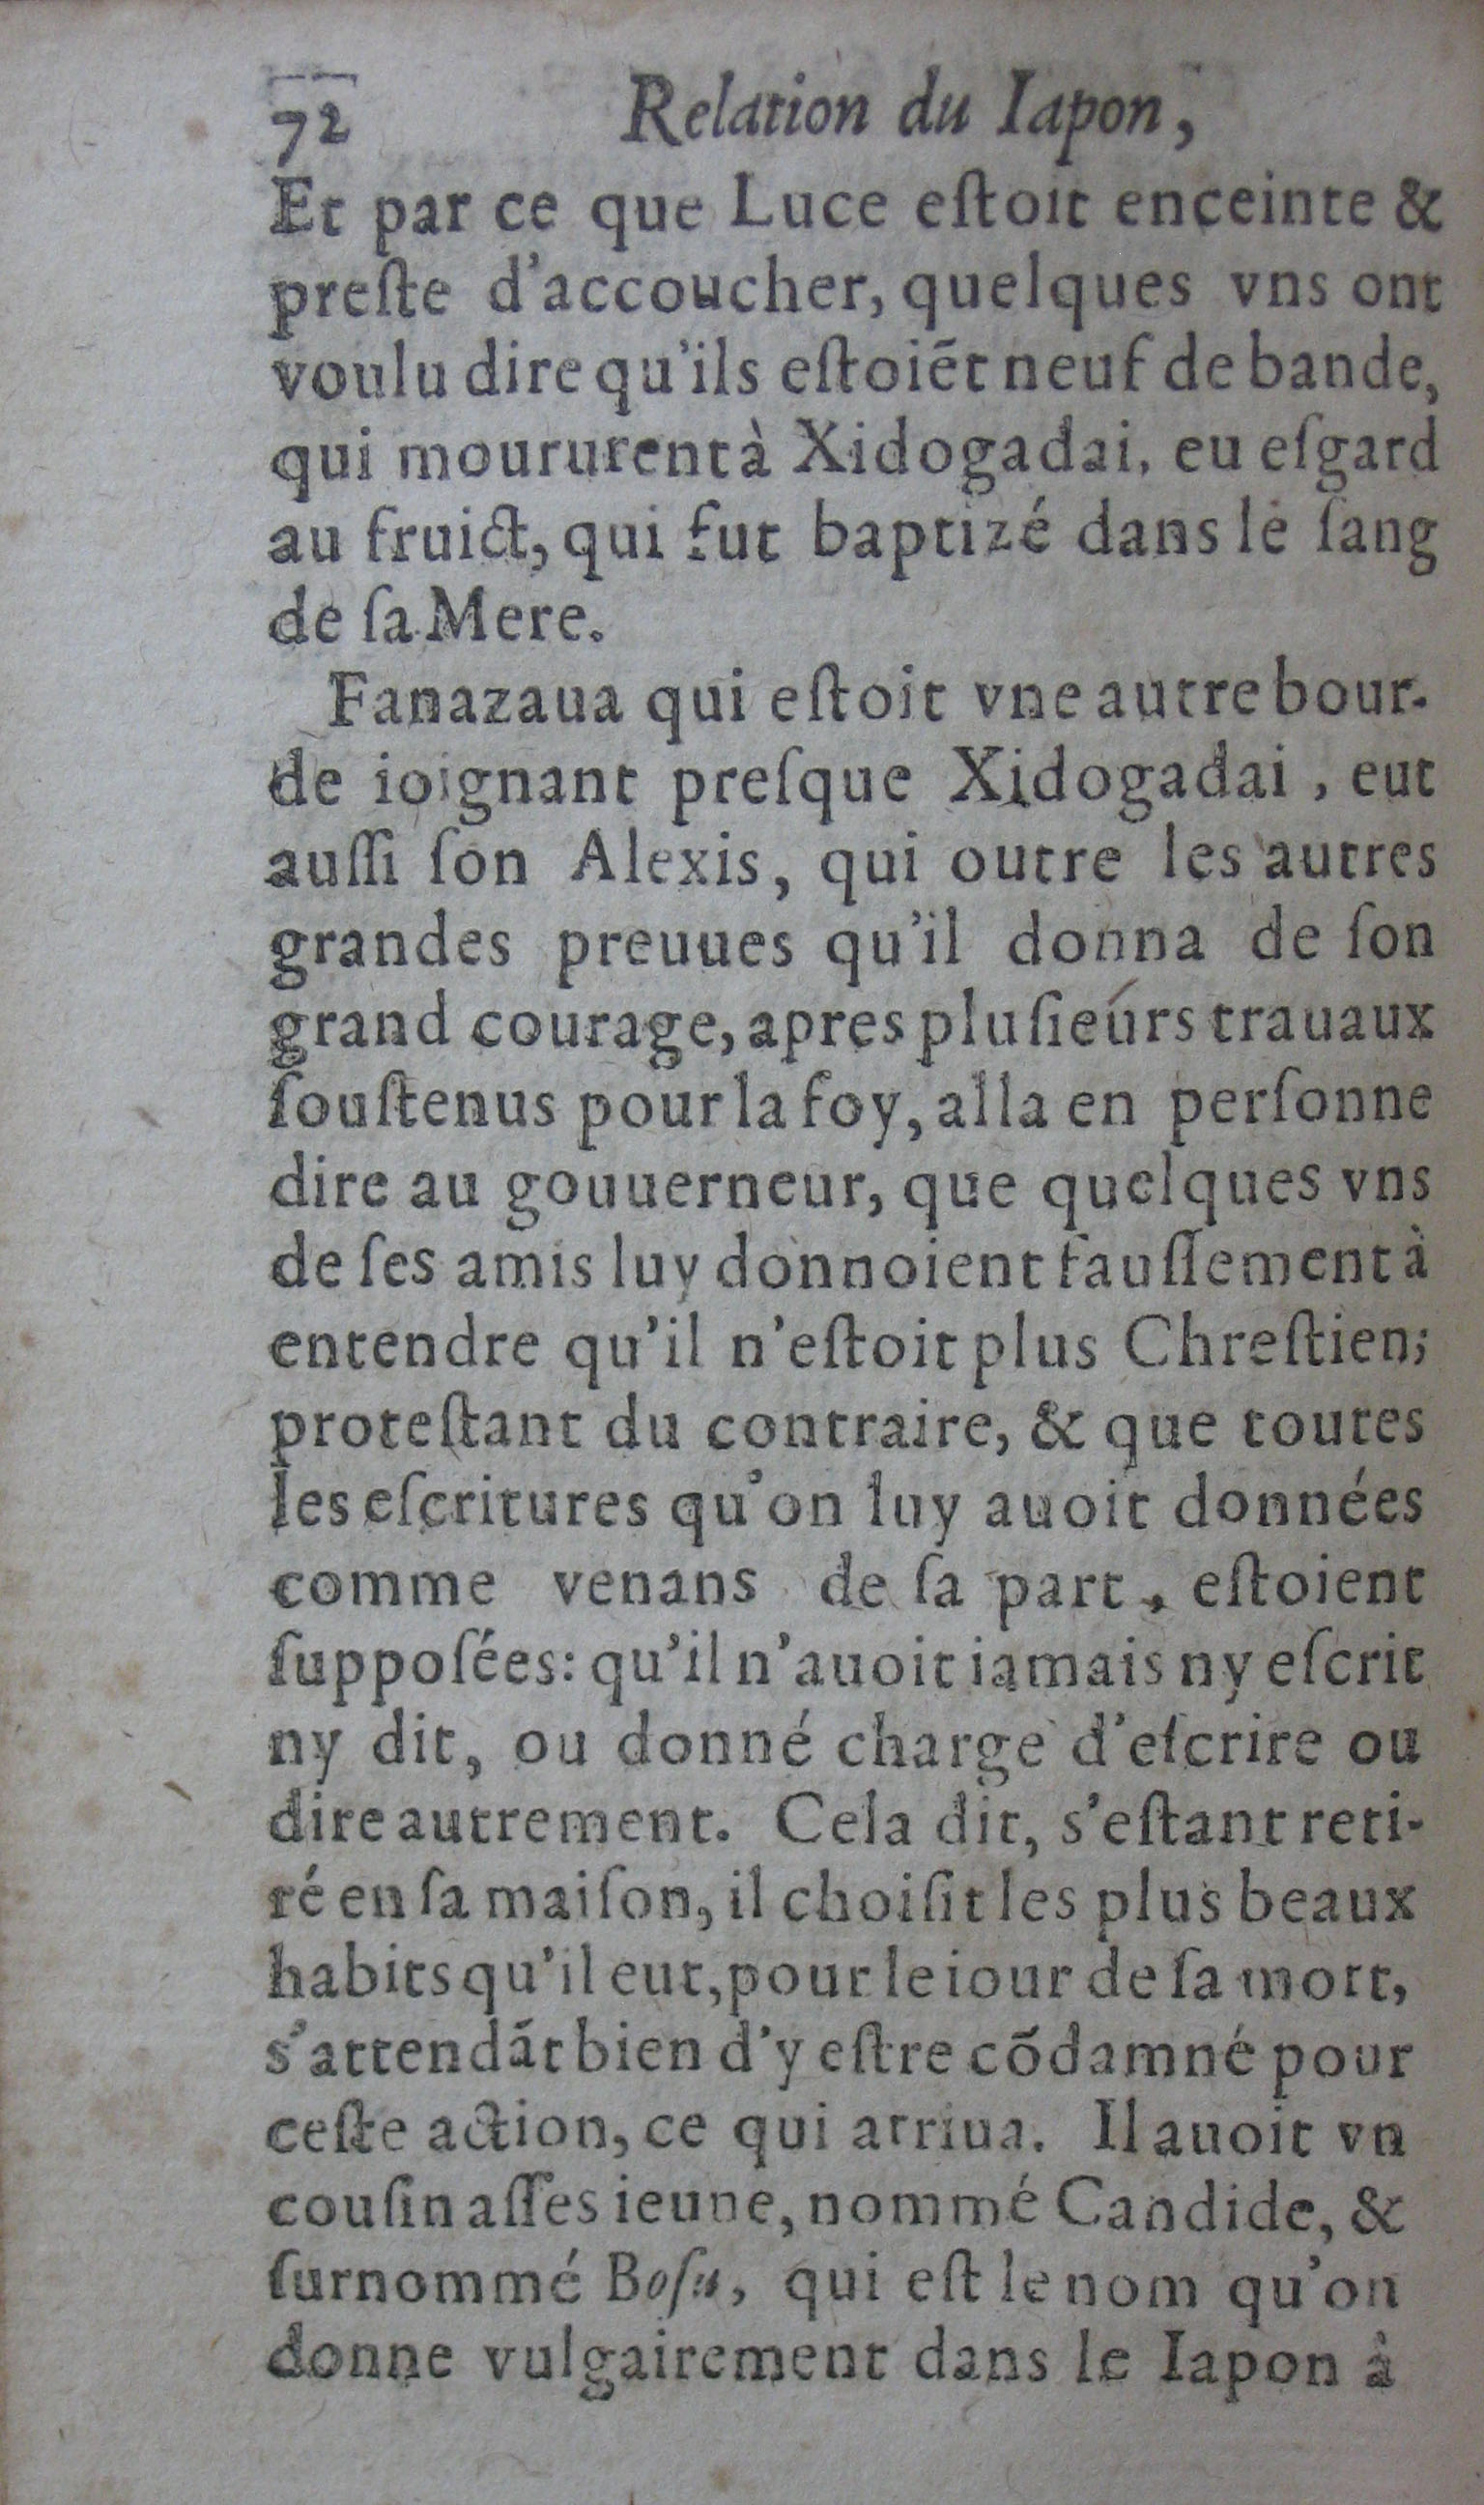 72 Relation du Iapon,
Et par ce que Luce eſtoit enceinte &
preſte d'accoucher, quelques vns ont
voulu dire qu'ils eſtoiẽt neuf de bande,
qui moururent à Xidogadai, eu eſgard
au fruict, qui fut baptizé dans le ſang
de ſa Mere.
Fanazaua qui eſtoit vne autre bour-
de ioignant preſque Xidogadai, eut
auſſi ſon Alexis, qui outre les autres
grandes preuues qu'il donna de ſon
grand courage, apres pluſieurs trauaux
ſouſtenus pour la foy, alla en perſonne
dire au gouuerneur, que quelques vns
de ſes amis luy donnoient fauſſement à
entendre qu'il n'eſtoit plus Chreſtien;
proteſtant du contraire, & que toutes
les eſcritures qu'on luy auoit données
comme venans de ſa part, eſtoient
ſuppoſées: qu'il n'auoit iamais ny eſcrit
ny dit, ou donné charge d'eſcrire ou
dire autrement. Cela dit, s'eſtant reti-
ré en ſa maiſon, il choiſit les plus beaux
habits qu'il eut, pour le iour de ſa mort,
s'attendãt bien d'y eſtre cõdamné pour
ceſte action, ce qui arriua. Il auoit vn
couſin aſſes ieune, nommé Candide, &
ſurnommé Boſu, qui eſt le nom qu'on
donne vulgairement dans le Iapon à